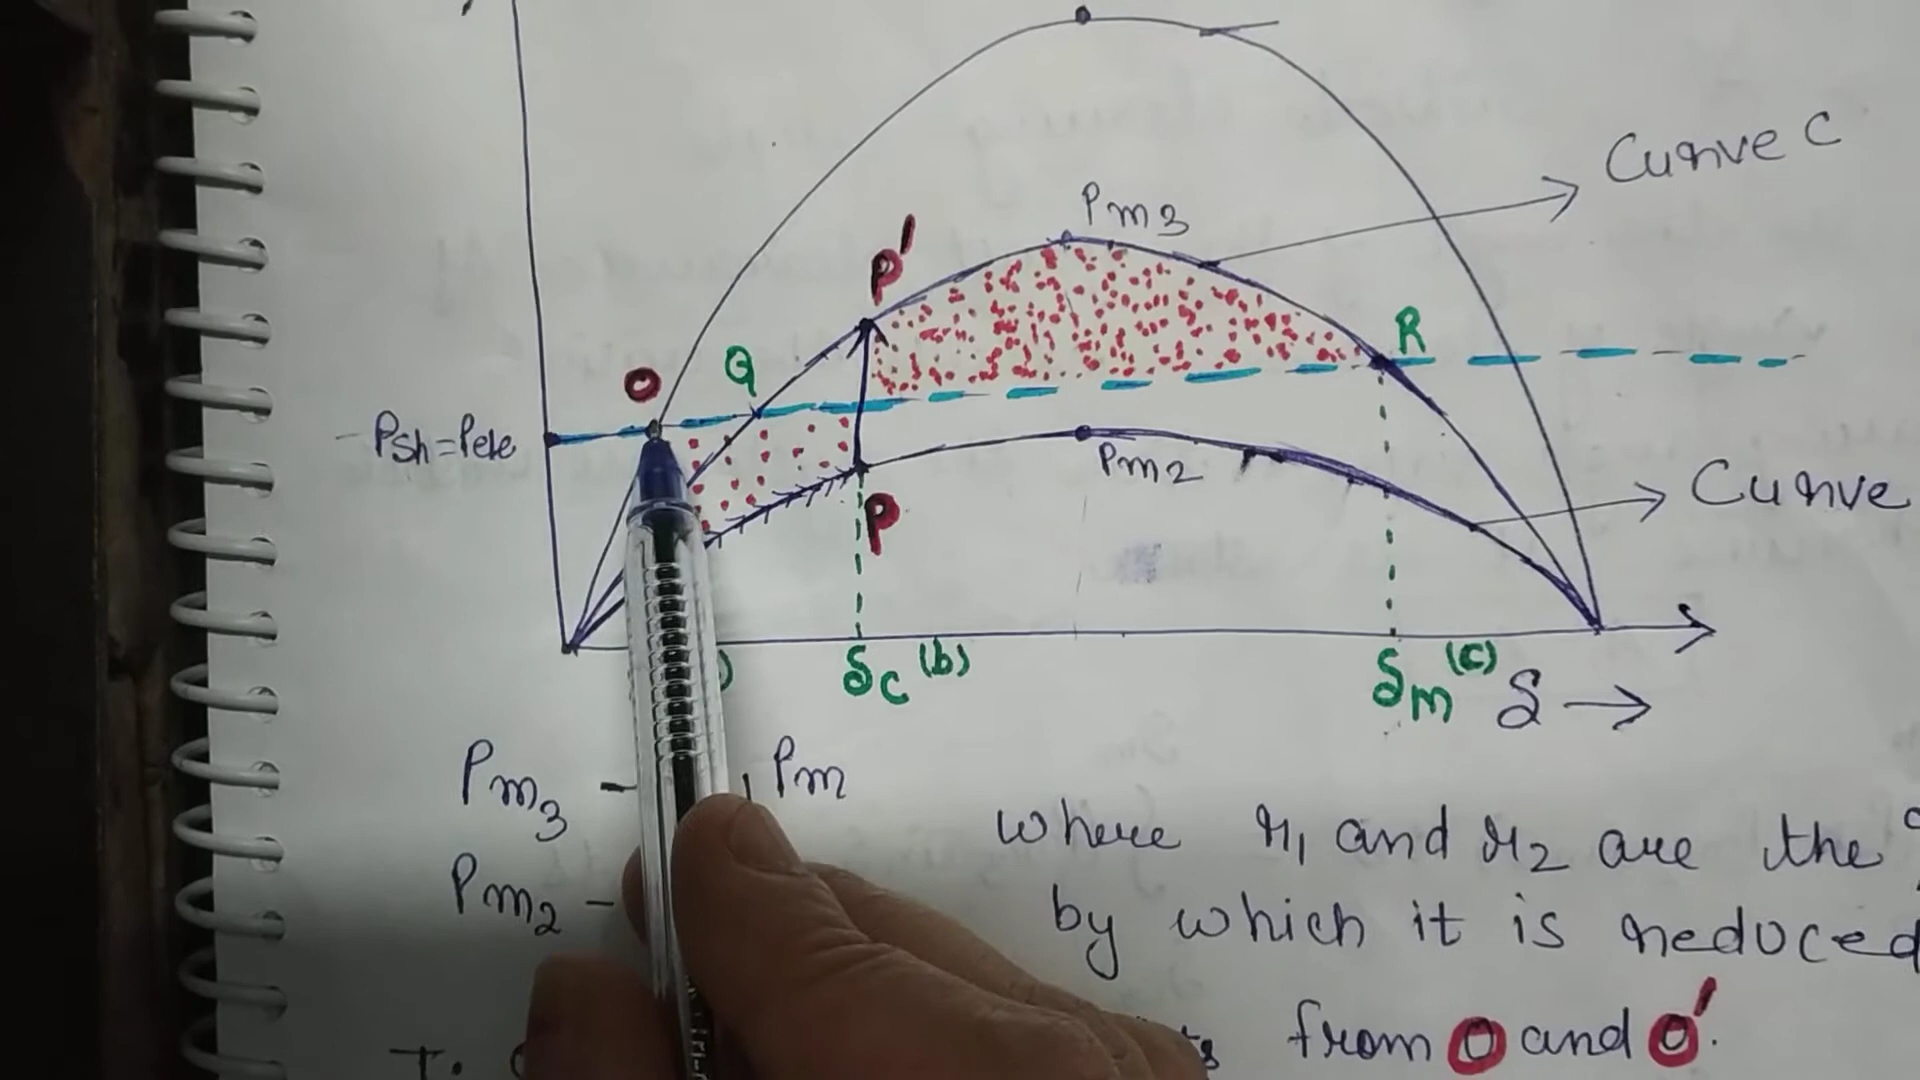 Curve C
Pm3
P'
R
O
Q
Psh=Pele
Pm2
P
Curve
δc (b)
δm (c)
δ →
Pm3 -
Pm
where r1 and r2 are the
Pm2 -
by which it is reduced
from O and O'.